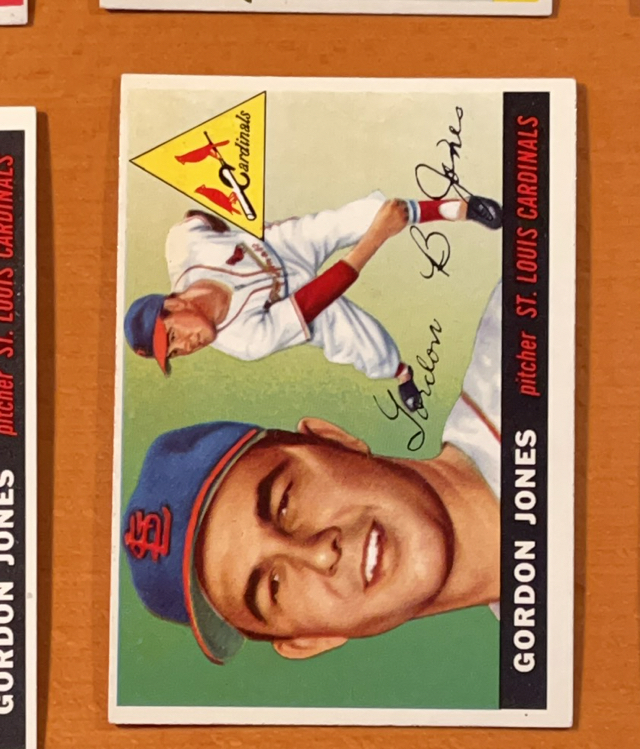 Cardinals
StL
Gordon B Jones
GORDON JONES pitcher ST. LOUIS CARDINALS
GORDON JONES pitcher ST. LOUIS CARDINALS